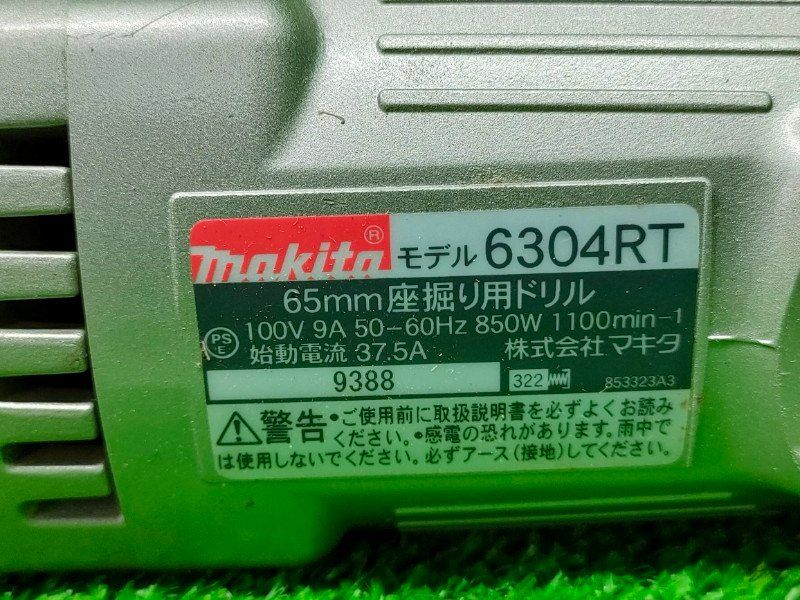 makita® モデル 6304RT
65mm座掘り用ドリル
PS E 100V 9A 50-60Hz 850W 1100min-1
始動電流 37.5A 株式会社マキタ
9388 322 853323A3
警告 •ご使用前に取扱説明書を必ずよくお読み
ください。•感電の恐れがあります。雨中で
は使用しないでください。必ずアース(接地)してください。